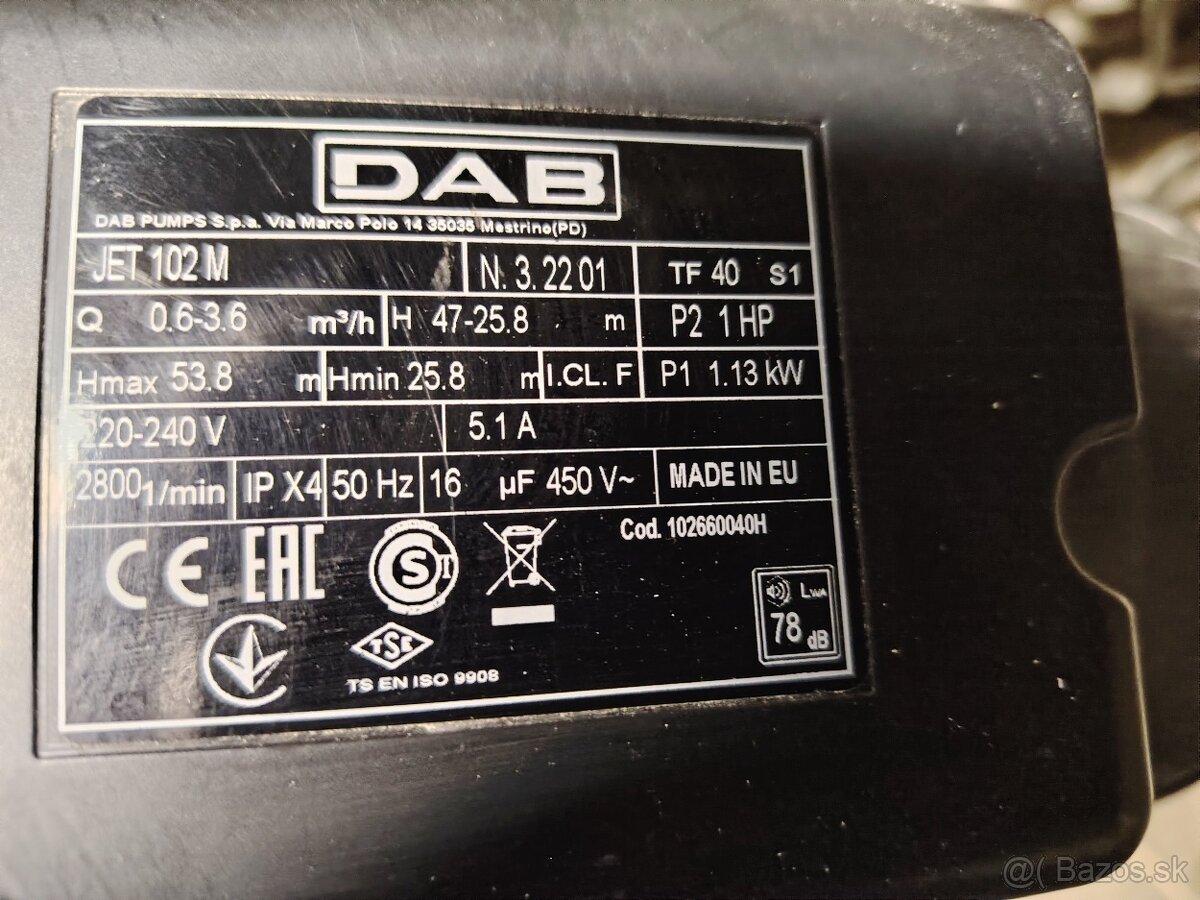 DAB
DAB PUMPS S.p.a. Via Marco Polo 14 35035 Mestrino(PD)
JET 102 M N. 3. 22 01 TF 40 S1
Q 0.6-3.6 m³/h H 47-25.8 m P2 1 HP
Hmax 53.8 m Hmin 25.8 m I.CL. F P1 1.13 kW
220-240 V 5.1 A
2800 1/min IP X4 50 Hz 16 µF 450 V~ MADE IN EU
CE EAC Cod. 102660040H
LWA
78 dB
TSE
TS EN ISO 9908
@( Bazos.sk